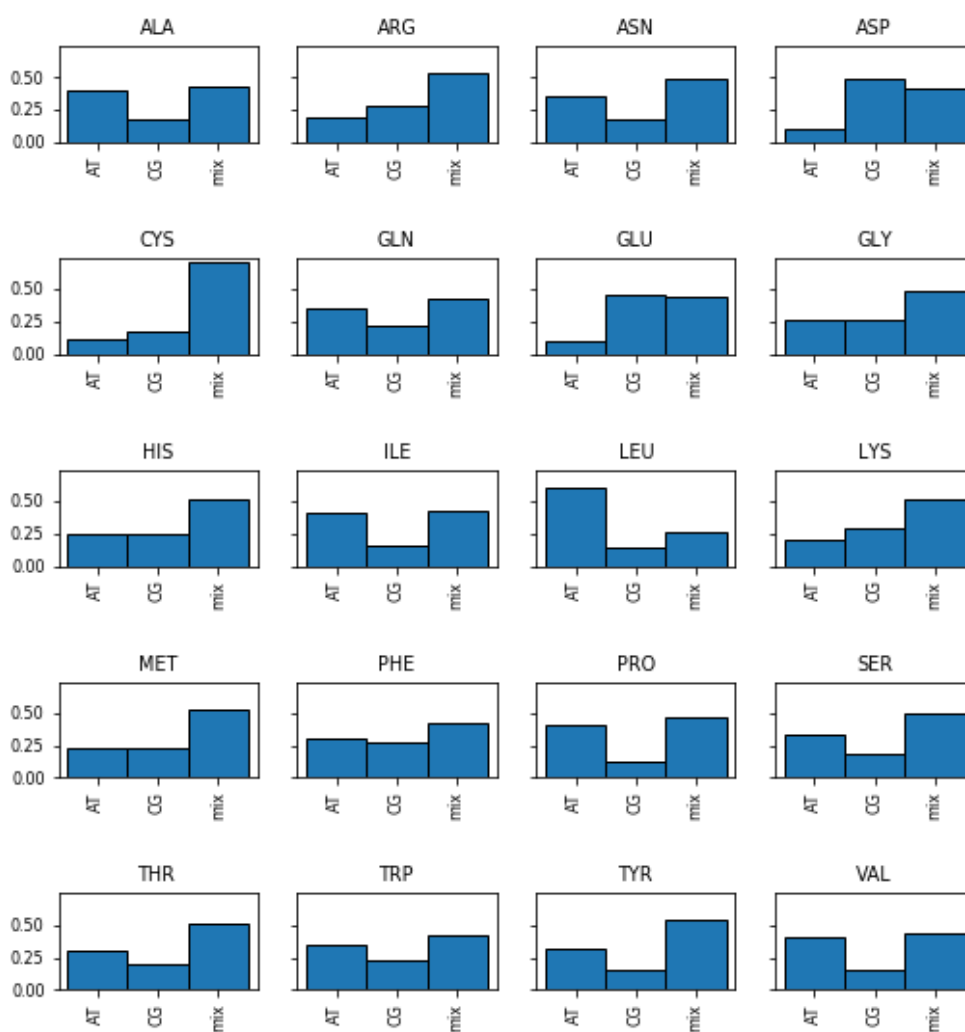 ALA ARG ASN ASP
0.50
0.25
0.00
AT CG mix AT CG mix AT CG mix AT CG mix
CYS GLN GLU GLY
0.50
0.25
0.00
AT CG mix AT CG mix AT CG mix AT CG mix
HIS ILE LEU LYS
0.50
0.25
0.00
AT CG mix AT CG mix AT CG mix AT CG mix
MET PHE PRO SER
0.50
0.25
0.00
AT CG mix AT CG mix AT CG mix AT CG mix
THR TRP TYR VAL
0.50
0.25
0.00
AT CG mix AT CG mix AT CG mix AT CG mix